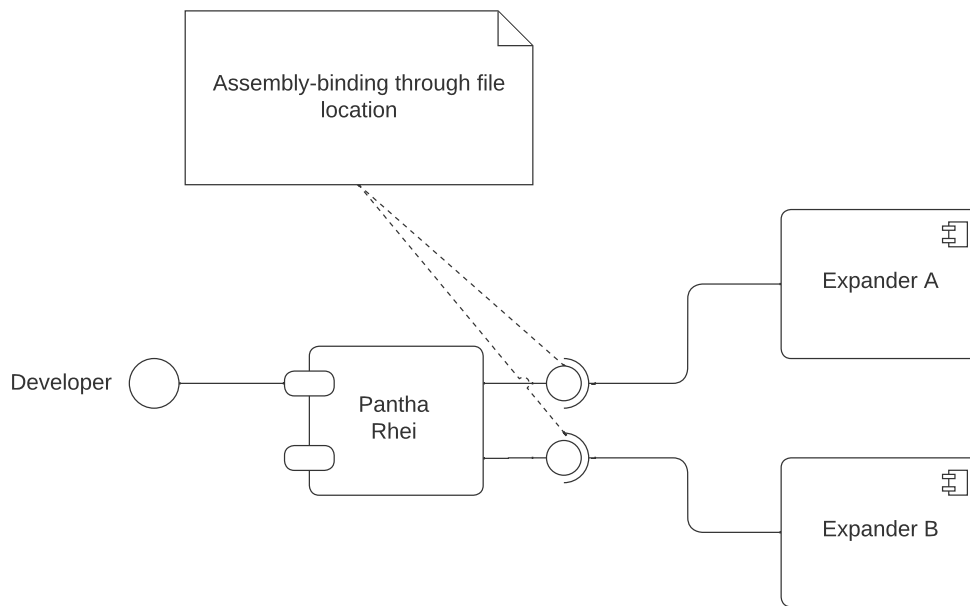 Assembly-binding through file
location
Expander A
Developer
Pantha
Rhei
Expander B